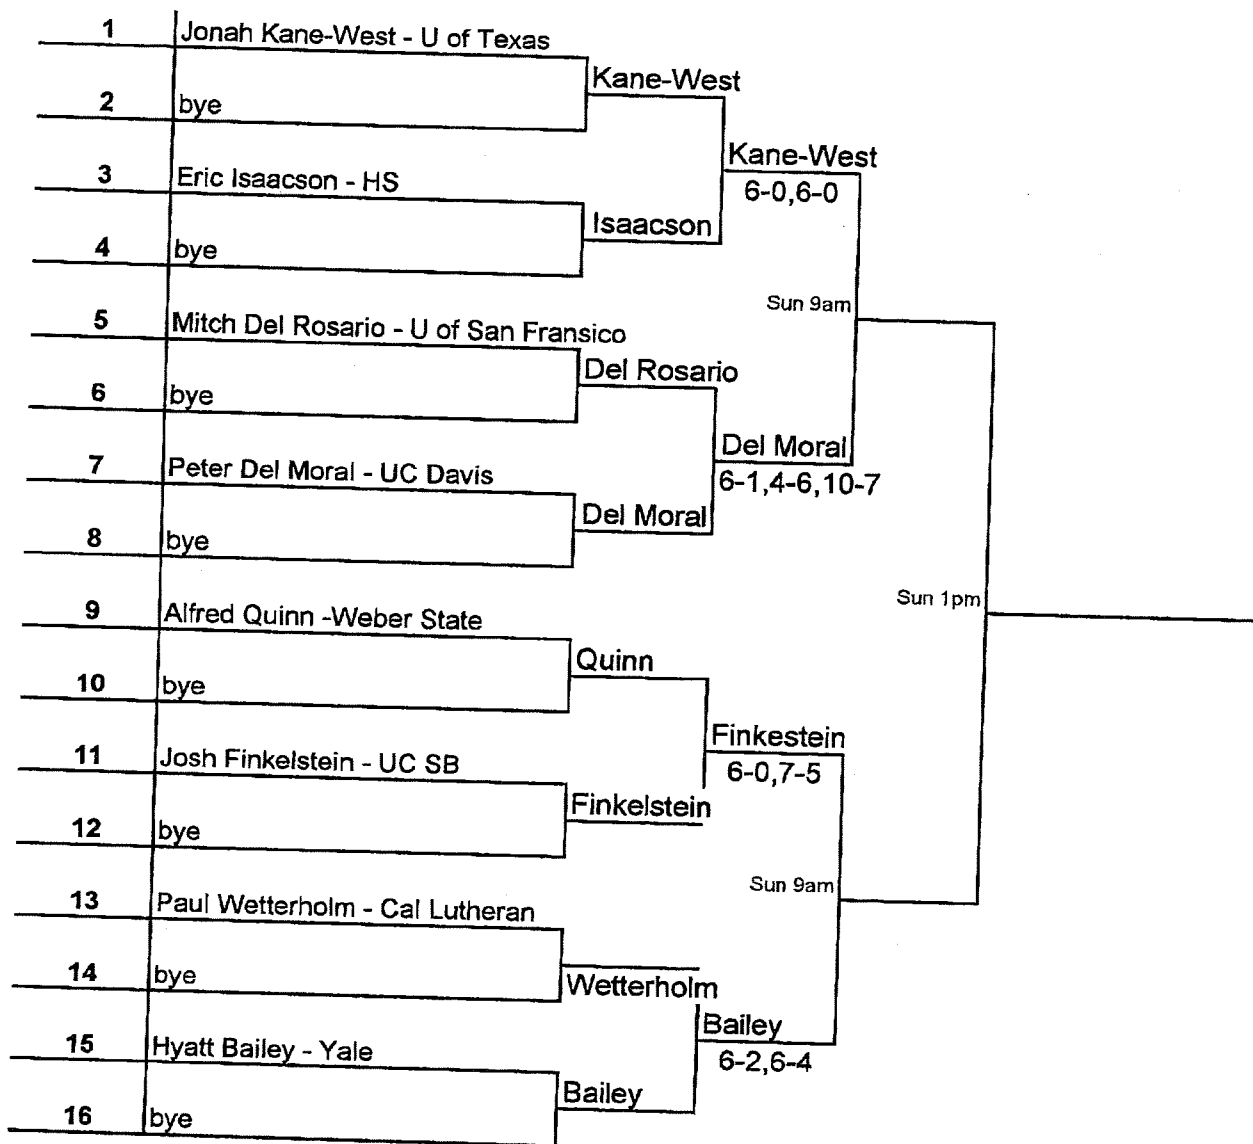 1 Jonah Kane-West - U of Texas
Kane-West
2 bye
Kane-West
6-0,6-0
3 Eric Isaacson - HS
Isaacson
4 bye
Sun 9am
5 Mitch Del Rosario - U of San Fransico
Del Rosario
6 bye
Del Moral
6-1,4-6,10-7
7 Peter Del Moral - UC Davis
Del Moral
8 bye
Sun 1pm
9 Alfred Quinn -Weber State
Quinn
10 bye
Finkestein
6-0,7-5
11 Josh Finkelstein - UC SB
Finkelstein
12 bye
Sun 9am
13 Paul Wetterholm - Cal Lutheran
14 bye
Wetterholm
Bailey
6-2,6-4
15 Hyatt Bailey - Yale
Bailey
16 bye